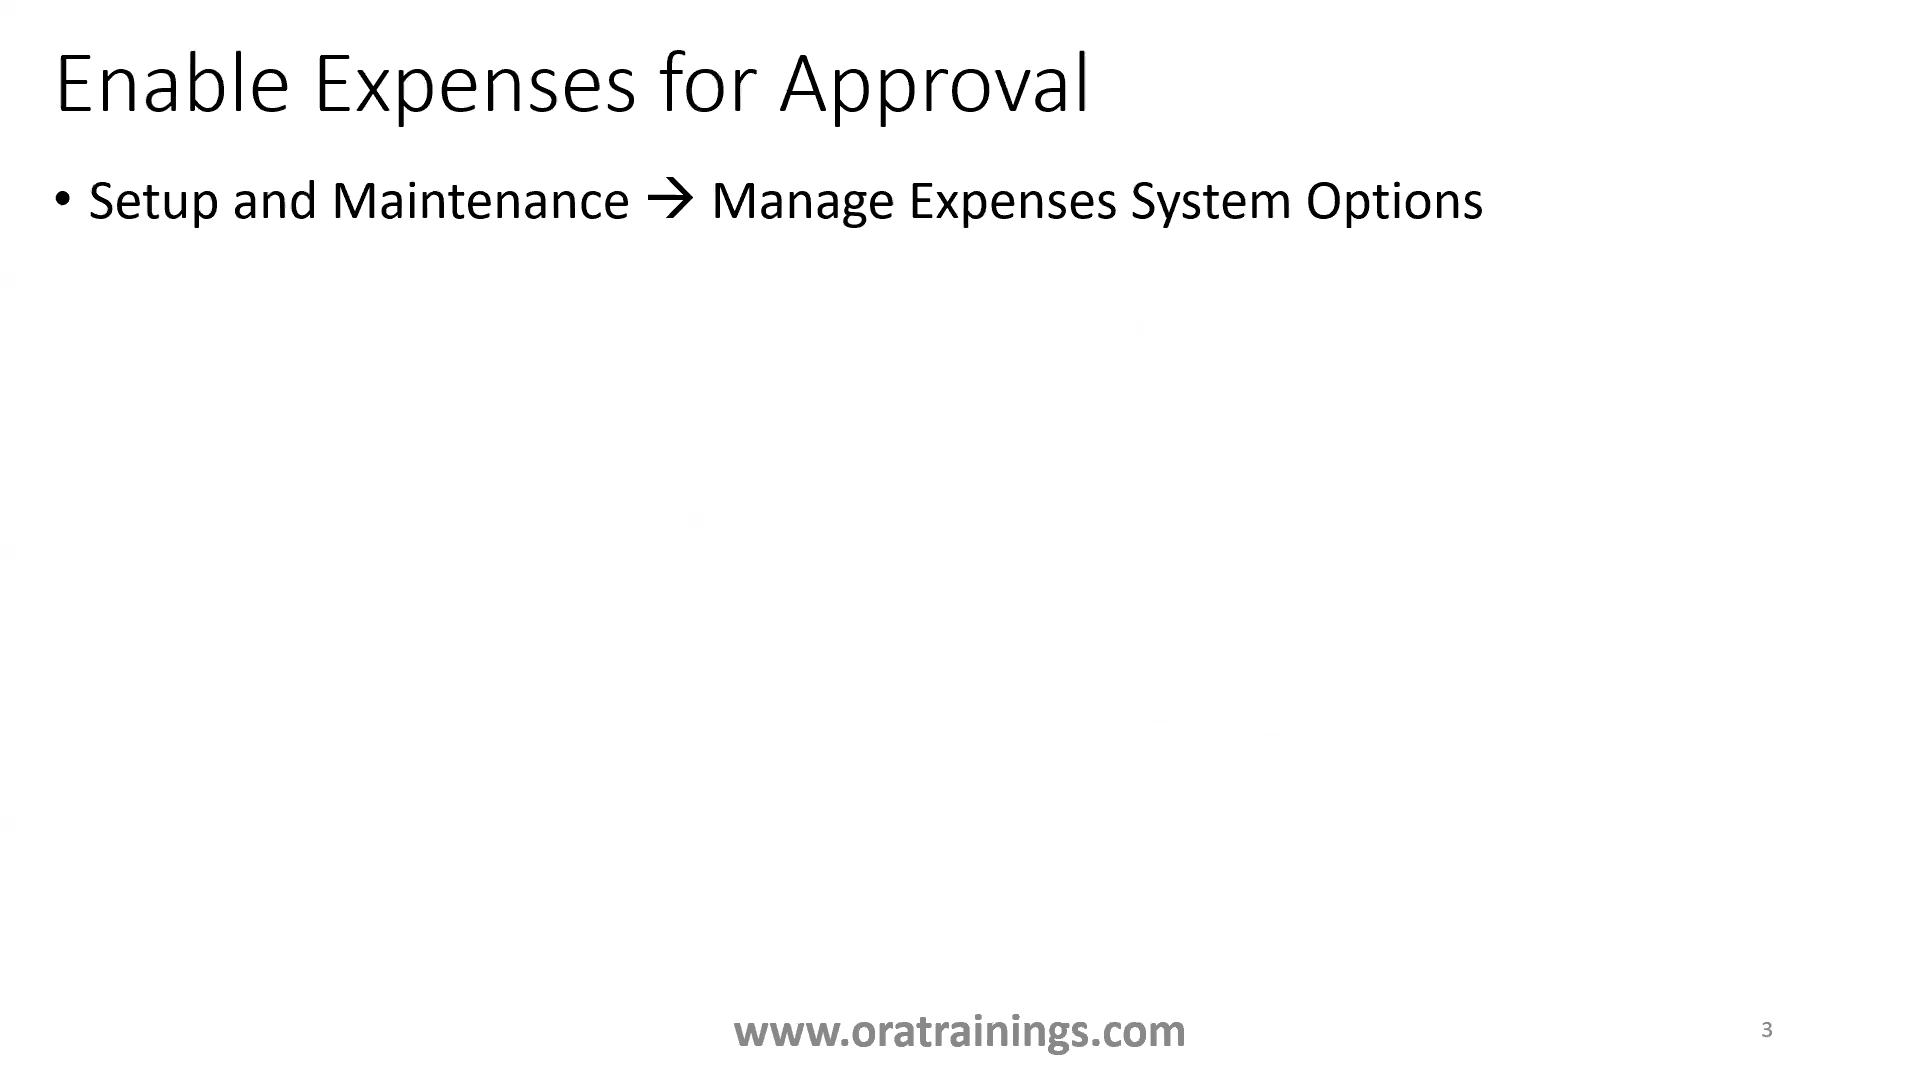 Enable Expenses for Approval
• Setup and Maintenance → Manage Expenses System Options
www.oratrainings.com
3